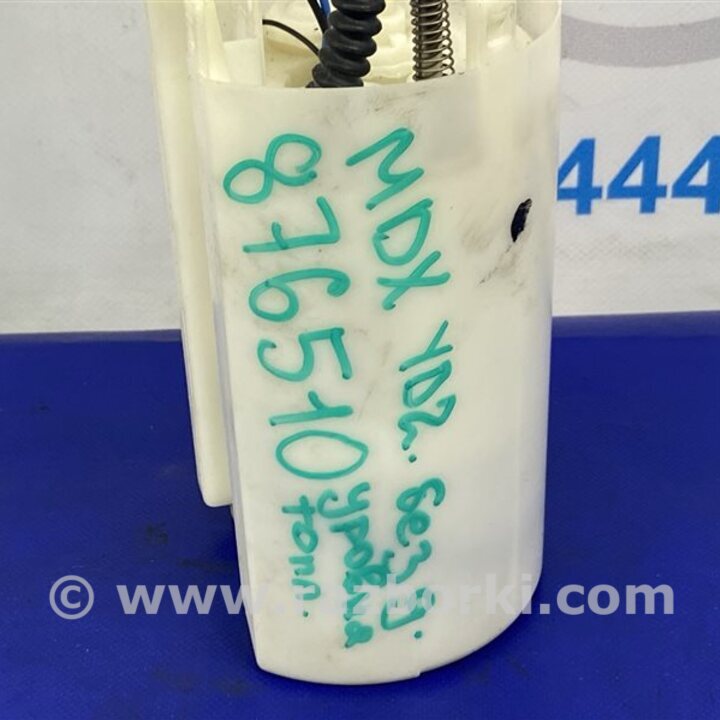 MDX YD2. без д.
876510 уровня
топл.
444
© www.razborki.com